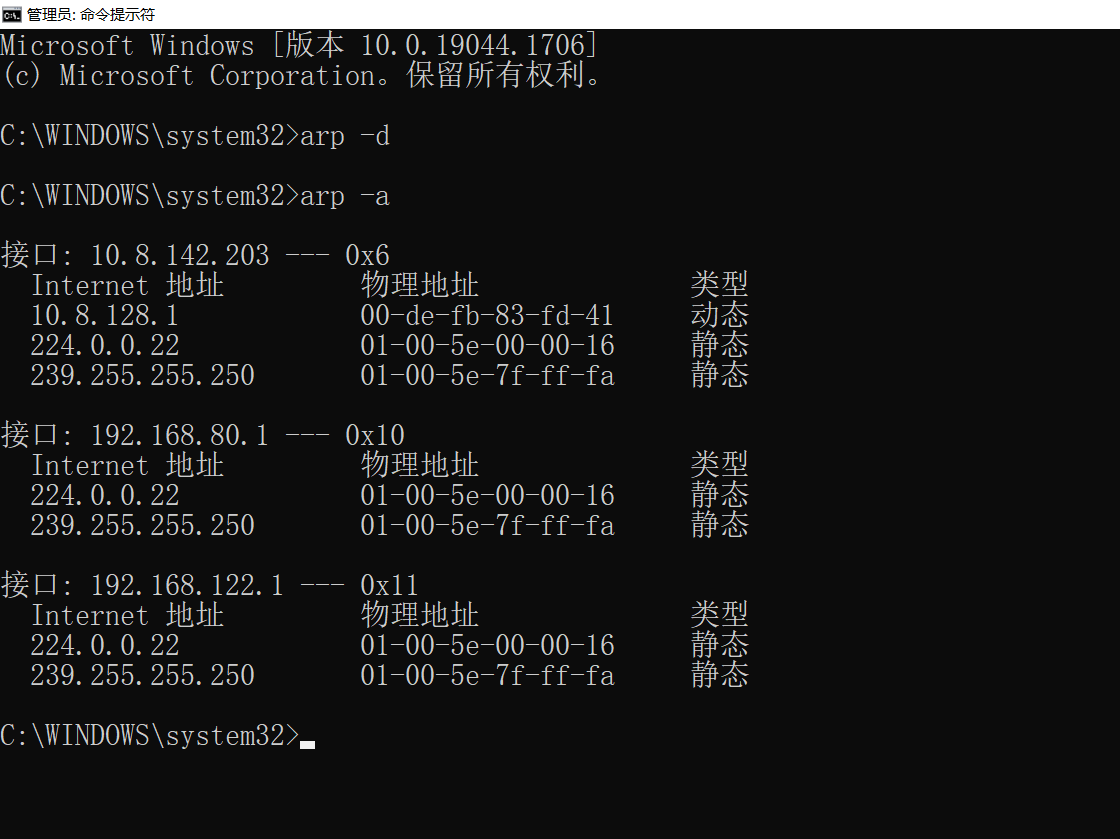 管理员: 命令提示符
Microsoft Windows [版本 10.0.19044.1706]
(c) Microsoft Corporation。保留所有权利。
C:\WINDOWS\system32>arp -d
C:\WINDOWS\system32>arp -a
接口: 10.8.142.203 --- 0x6
  Internet 地址         物理地址              类型
  10.8.128.1            00-de-fb-83-fd-41     动态
  224.0.0.22            01-00-5e-00-00-16     静态
  239.255.255.250       01-00-5e-7f-ff-fa     静态
接口: 192.168.80.1 --- 0x10
  Internet 地址         物理地址              类型
  224.0.0.22            01-00-5e-00-00-16     静态
  239.255.255.250       01-00-5e-7f-ff-fa     静态
接口: 192.168.122.1 --- 0x11
  Internet 地址         物理地址              类型
  224.0.0.22            01-00-5e-00-00-16     静态
  239.255.255.250       01-00-5e-7f-ff-fa     静态
C:\WINDOWS\system32>